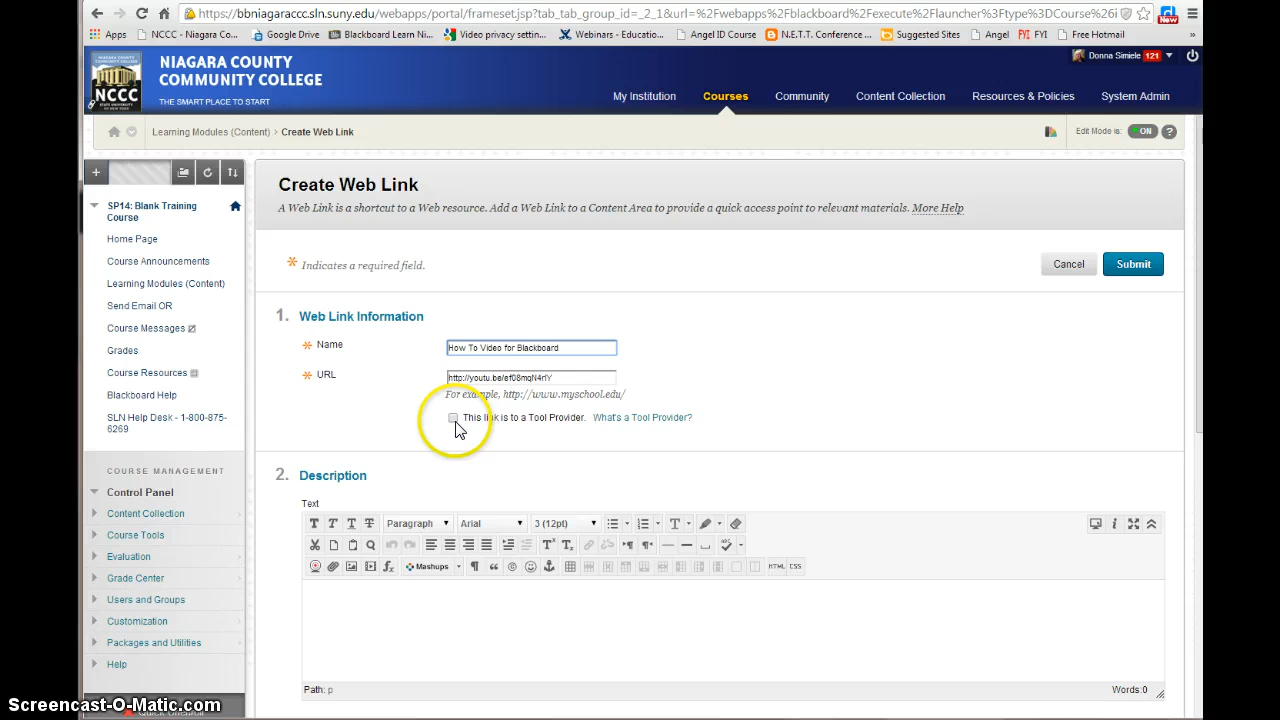 https://bbniagaraccc.sln.suny.edu/webapps/portal/frameset.jsp?tab_tab_group_id=_2_1&url=%2Fwebapps%2Fblackboard%2Fexecute%2Flauncher%3Ftype%3DCourse%26i
New
Apps NCCC - Niagara Co... Google Drive Blackboard Learn Ni... Video privacy settin... Webinars - Educatio... Angel ID Course N.E.T.T. Conference ... Suggested Sites Angel FYI FYI Free Hotmail »
NIAGARA COUNTY
COMMUNITY COLLEGE
THE SMART PLACE TO START
NCCC
Donna Simiele 121
My Institution Courses Community Content Collection Resources & Policies System Admin
Learning Modules (Content) > Create Web Link
Edit Mode is: ON ?
SP14: Blank Training
Course
Home Page
Course Announcements
Learning Modules (Content)
Send Email OR
Course Messages
Grades
Course Resources
Blackboard Help
SLN Help Desk - 1-800-875-
6269
COURSE MANAGEMENT
Control Panel
Content Collection
Course Tools
Evaluation
Grade Center
Users and Groups
Customization
Packages and Utilities
Help
Create Web Link
A Web Link is a shortcut to a Web resource. Add a Web Link to a Content Area to provide a quick access point to relevant materials. More Help
Indicates a required field.
Cancel Submit
1. Web Link Information
Name How To Video for Blackboard
URL
For example, http://www.myschool.edu/
This link is to a Tool Provider. What's a Tool Provider?
2. Description
Text
T T T T Paragraph Arial 3 (12pt) T
Mashups HTML CSS
Path: p Words:0
Screencast-O-Matic.com